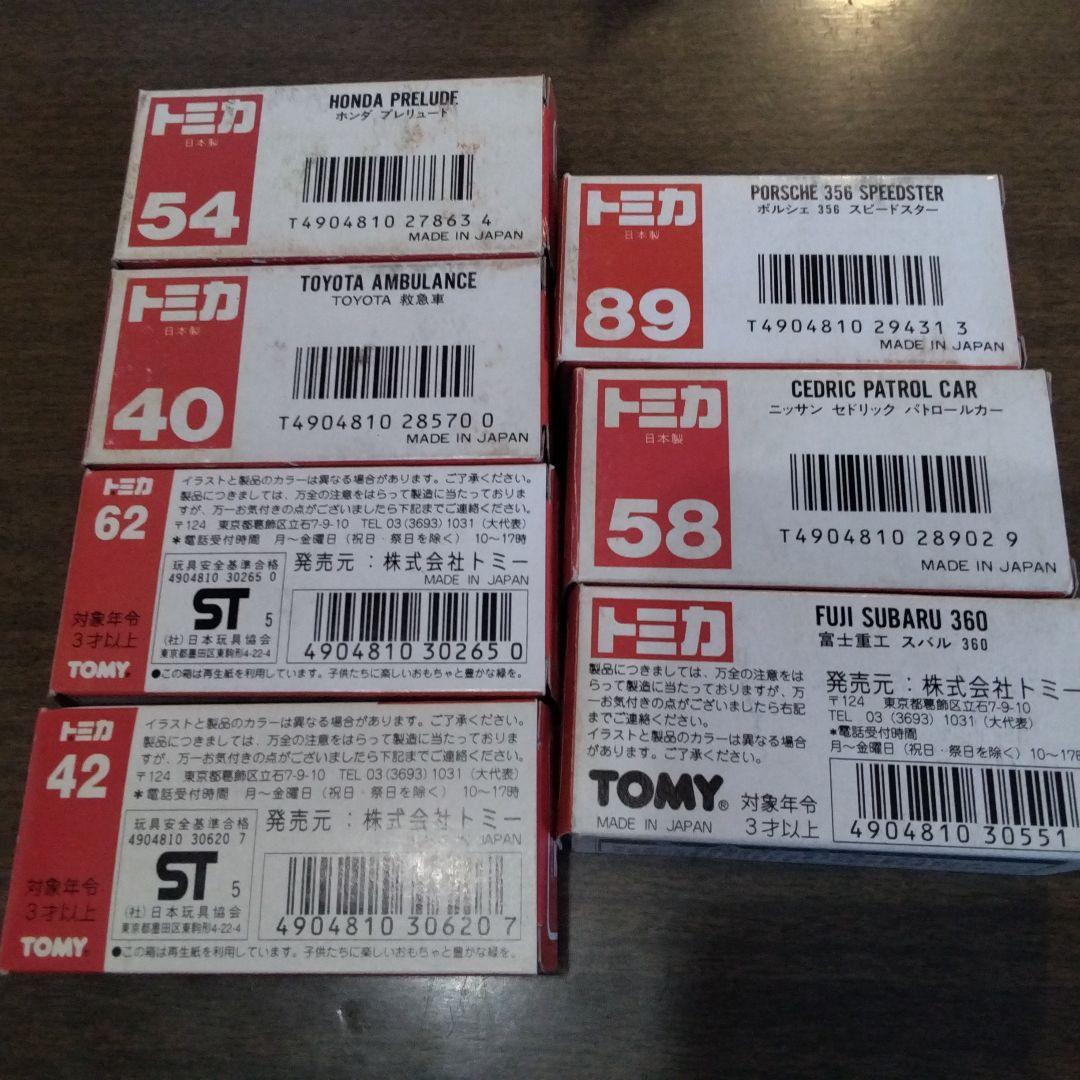 トミカ
日本製
54
HONDA PRELUDE
ホンダ プレリュード
T4904810 27863 4
MADE IN JAPAN
トミカ
日本製
40
TOYOTA AMBULANCE
TOYOTA 救急車
T4904810 28570 0
MADE IN JAPAN
トミカ
62
対象年令
3才以上
TOMY®
イラストと製品のカラーは異なる場合があります。ご了承ください。
製品につきましては、万全の注意をはらって製造に当たっておりま
すが、万一お気付きの点がございましたら下記までご連絡ください。
〒124 東京都葛飾区立石7-9-10 TEL 03(3693)1031(大代表)
*電話受付時間 月〜金曜日(祝日・祭日を除く) 10〜17時
玩具安全基準合格
4904810 30265 0
ST 5
(社)日本玩具協会
東京都墨田区東駒形4-22-4
発売元:株式会社トミー
MADE IN JAPAN
4904810 30265 0
●この箱は再生紙を利用しています。子供たちに楽しいおもちゃと豊かな緑を。
トミカ
42
対象年令
3才以上
TOMY®
イラストと製品のカラーは異なる場合があります。ご了承ください。
製品につきましては、万全の注意をはらって製造に当たっておりま
すが、万一お気付きの点がございましたら下記までご連絡ください。
〒124 東京都葛飾区立石7-9-10 TEL 03(3693)1031(大代表)
*電話受付時間 月〜金曜日(祝日・祭日を除く) 10〜17時
玩具安全基準合格
4904810 30620 7
ST 5
(社)日本玩具協会
東京都墨田区東駒形4-22-4
発売元:株式会社トミー
JAPAN
4904810 30620 7
●この箱は再生紙を利用しています。子供たちに楽しいおもちゃと豊かな緑を。
トミカ
日本製
89
PORSCHE 356 SPEEDSTER
ポルシェ 356 スピードスター
T4904810 29431 3
MADE IN JAPAN
トミカ
日本製
58
CEDRIC PATROL CAR
ニッサン セドリック パトロールカー
T4904810 28902 9
MADE IN JAPAN
トミカ
FUJI SUBARU 360
富士重工 スバル 360
製品につきましては、万全の注意をは
らって製造に当たっておりますが、万
一お気付きの点がございましたら右記
までご連絡ください。
イラストと製品のカラーは異なる場合
があります。ご了承ください。
TOMY®
MADE IN JAPAN
対象年令
3才以上
発売元:株式会社トミー
〒124 東京都葛飾区立石7-9-10
TEL 03(3693)1031(大代表)
*電話受付時間
月〜金曜日(祝日・祭日を除く)10〜17時
4904810 30551